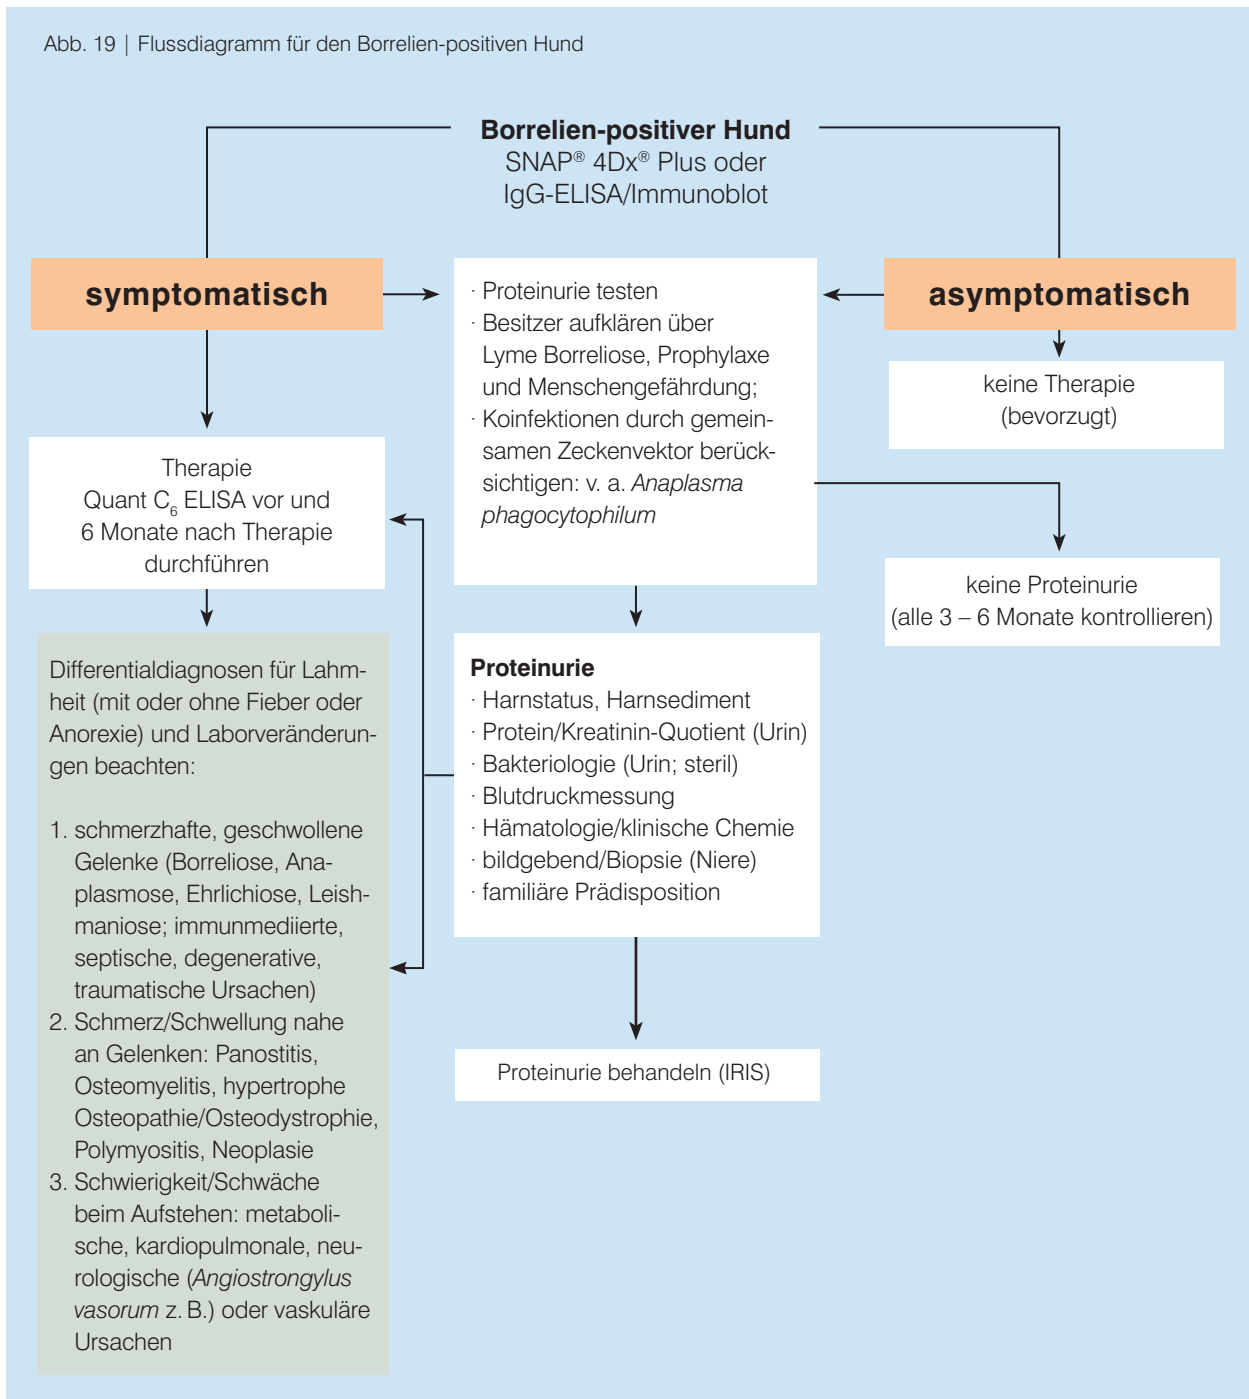 Abb. 19 | Flussdiagramm für den Borrelien-positiven Hund
Borrelien-positiver Hund
SNAP® 4Dx® Plus oder
IgG-ELISA/Immunoblot
symptomatisch
· Proteinurie testen
· Besitzer aufklären über
Lyme Borreliose, Prophylaxe
und Menschengefährdung;
· Koinfektionen durch gemein-
samen Zeckenvektor berück-
sichtigen: v. a. Anaplasma
phagocytophilum
asymptomatisch
keine Therapie
(bevorzugt)
Therapie
Quant C₆ ELISA vor und
6 Monate nach Therapie
durchführen
keine Proteinurie
(alle 3 – 6 Monate kontrollieren)
Differentialdiagnosen für Lahm-
heit (mit oder ohne Fieber oder
Anorexie) und Laborveränderun-
gen beachten:
1. schmerzhafte, geschwollene
Gelenke (Borreliose, Ana-
plasmose, Ehrlichiose, Leish-
maniose; immunmediierte,
septische, degenerative,
traumatische Ursachen)
2. Schmerz/Schwellung nahe
an Gelenken: Panostitis,
Osteomyelitis, hypertrophe
Osteopathie/Osteodystrophie,
Polymyositis, Neoplasie
3. Schwierigkeit/Schwäche
beim Aufstehen: metaboli-
sche, kardiopulmonale, neu-
rologische (Angiostrongylus
vasorum z. B.) oder vaskuläre
Ursachen
Proteinurie
· Harnstatus, Harnsediment
· Protein/Kreatinin-Quotient (Urin)
· Bakteriologie (Urin; steril)
· Blutdruckmessung
· Hämatologie/klinische Chemie
· bildgebend/Biopsie (Niere)
· familiäre Prädisposition
Proteinurie behandeln (IRIS)